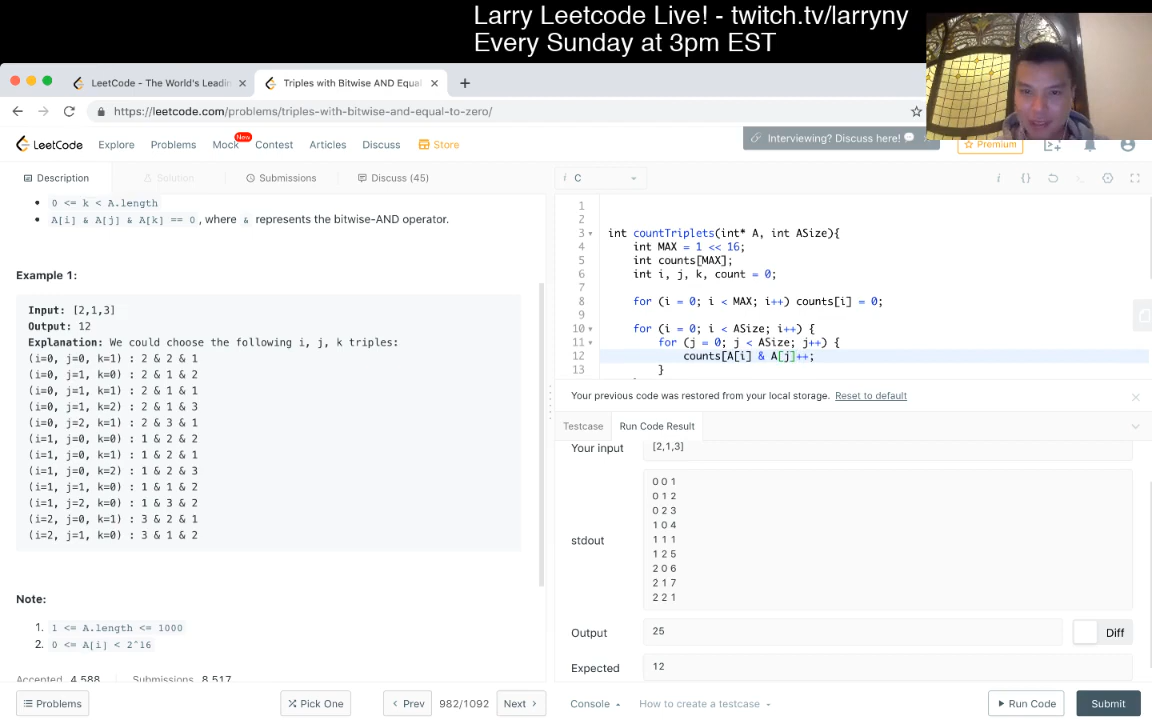 Larry Leetcode Live! - twitch.tv/larryny
Every Sunday at 3pm EST
LeetCode - The World's Leadin
Triples with Bitwise AND Equal
https://leetcode.com/problems/triples-with-bitwise-and-equal-to-zero/
LeetCode
Explore
Problems
Mock
New
Contest
Articles
Discuss
Store
Interviewing? Discuss here!
Premium
Description
Solution
Submissions
Discuss (45)
i C
0 <= k < A.length
A[i] & A[j] & A[k] == 0, where & represents the bitwise-AND operator.
Example 1:
Input: [2,1,3]
Output: 12
Explanation: We could choose the following i, j, k triples:
(i=0, j=0, k=1) : 2 & 2 & 1
(i=0, j=1, k=0) : 2 & 1 & 2
(i=0, j=1, k=1) : 2 & 1 & 1
(i=0, j=1, k=2) : 2 & 1 & 3
(i=0, j=2, k=1) : 2 & 3 & 1
(i=1, j=0, k=0) : 1 & 2 & 2
(i=1, j=0, k=1) : 1 & 2 & 1
(i=1, j=0, k=2) : 1 & 2 & 3
(i=1, j=1, k=0) : 1 & 1 & 2
(i=1, j=2, k=0) : 1 & 3 & 2
(i=2, j=0, k=1) : 3 & 2 & 1
(i=2, j=1, k=0) : 3 & 1 & 2
Note:
1. 1 <= A.length <= 1000
2. 0 <= A[i] < 2^16
Accepted 4,588 Submissions 8,517
1
2
3 int countTriplets(int* A, int ASize){
4 int MAX = 1 << 16;
5 int counts[MAX];
6 int i, j, k, count = 0;
7
8 for (i = 0; i < MAX; i++) counts[i] = 0;
9
10 for (i = 0; i < ASize; i++) {
11 for (j = 0; j < ASize; j++) {
12 counts[A[i] & A[j]++;
13 }
Your previous code was restored from your local storage. Reset to default
Testcase
Run Code Result
Your input
[2,1,3]
stdout
0 0 1
0 1 2
0 2 3
1 0 4
1 1 1
1 2 5
2 0 6
2 1 7
2 2 1
Output
25
Diff
Expected
12
Problems
Pick One
Prev
982/1092
Next
Console
How to create a testcase
Run Code
Submit